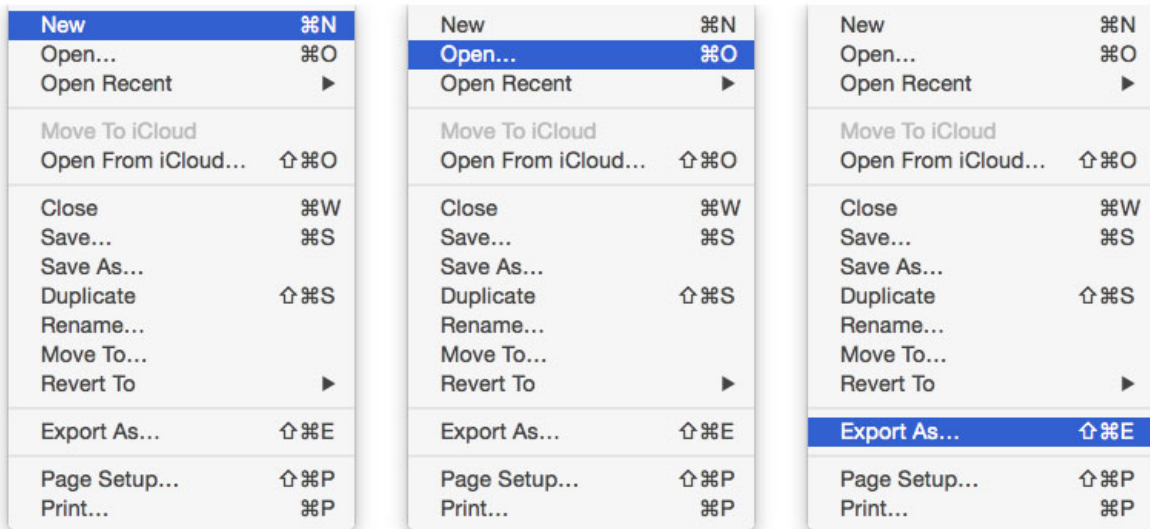 New ⌘N
Open... ⌘O
Open Recent ▶
Move To iCloud
Open From iCloud... ⇧⌘O
Close ⌘W
Save... ⌘S
Save As...
Duplicate ⇧⌘S
Rename...
Move To...
Revert To ▶
Export As... ⇧⌘E
Page Setup... ⇧⌘P
Print... ⌘P
New ⌘N
Open... ⌘O
Open Recent ▶
Move To iCloud
Open From iCloud... ⇧⌘O
Close ⌘W
Save... ⌘S
Save As...
Duplicate ⇧⌘S
Rename...
Move To...
Revert To ▶
Export As... ⇧⌘E
Page Setup... ⇧⌘P
Print... ⌘P
New ⌘N
Open... ⌘O
Open Recent ▶
Move To iCloud
Open From iCloud... ⇧⌘O
Close ⌘W
Save... ⌘S
Save As...
Duplicate ⇧⌘S
Rename...
Move To...
Revert To ▶
Export As... ⇧⌘E
Page Setup... ⇧⌘P
Print... ⌘P